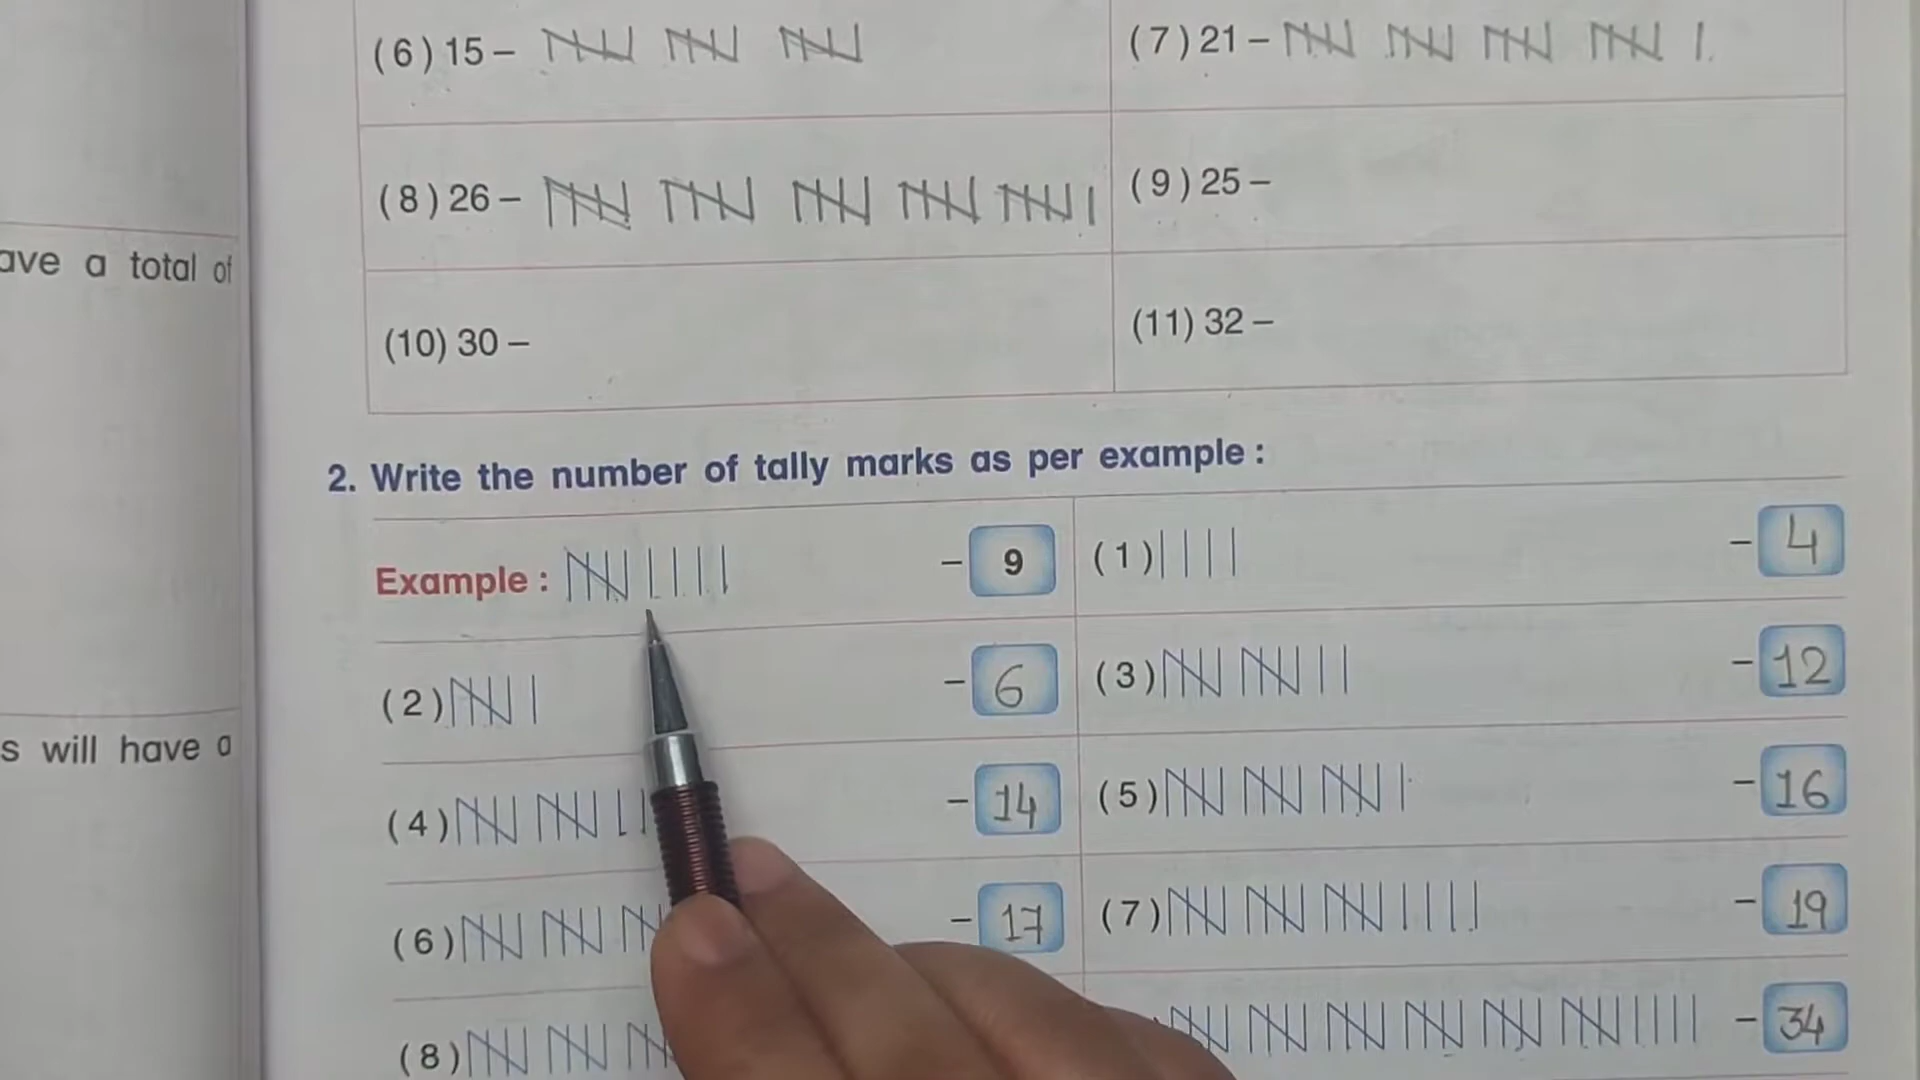 (6) 15 –
(7) 21 –
(8) 26 –
(9) 25 –
ave a total of
(10) 30 –
(11) 32 –
2. Write the number of tally marks as per example :
Example : – 9
(1) – 4
(2) – 6
(3) – 12
s will have a
(4) – 14
(5) – 16
(6) – 17
(7) – 19
(8)
– 34